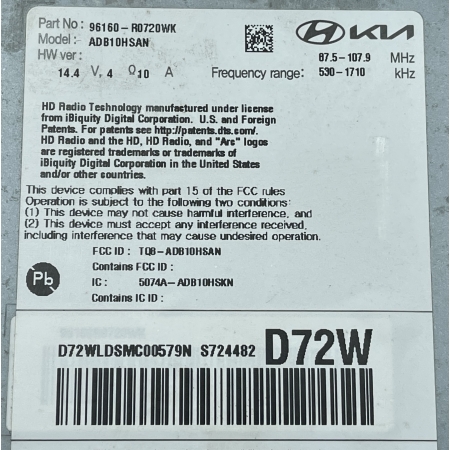 Part No : 96160-R0720WK
Model : ADB10HSAN
HW ver :
14.4 V, 4 Ω 10 A
KIA
87.5-107.9 MHz
Frequency range: 530-1710 kHz
HD Radio Technology manufactured under license
from iBiquity Digital Corporation. U.S. and Foreign
Patents. For patents see http://patents.dts.com/.
HD Radio and the HD, HD Radio, and "Arc" logos
are registered trademarks or trademarks of
iBiquity Digital Corporation in the United States
and/or other countries.
This device complies with part 15 of the FCC rules
Operation is subject to the following two conditions:
(1) This device may not cause harmful interference, and
(2) This device must accept any interference received,
including interference that may cause undesired operation.
FCC ID : TQ8-ADB10HSAN
Contains FCC ID :
IC : 5074A-ADB10HSKN
Contains IC ID :
Pb
D72WLDSMC00579N S724482 D72W